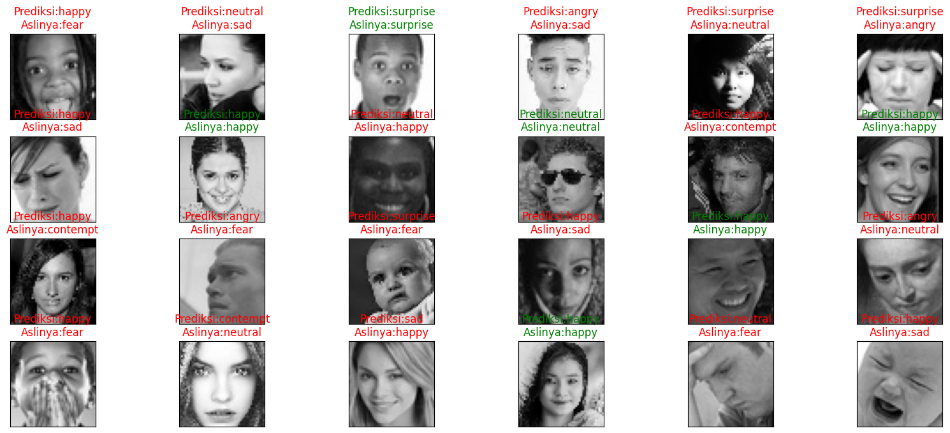 Prediksi:happy
Aslinya:fear
Prediksi:neutral
Aslinya:sad
Prediksi:surprise
Aslinya:surprise
Prediksi:angry
Aslinya:sad
Prediksi:surprise
Aslinya:neutral
Prediksi:surprise
Aslinya:angry
Prediksi:happy
Aslinya:sad
Prediksi:happy
Aslinya:happy
Prediksi:neutral
Aslinya:happy
Prediksi:neutral
Aslinya:neutral
Prediksi:happy
Aslinya:contempt
Prediksi:happy
Aslinya:happy
Prediksi:happy
Aslinya:contempt
Prediksi:angry
Aslinya:fear
Prediksi:surprise
Aslinya:fear
Prediksi:happy
Aslinya:sad
Prediksi:happy
Aslinya:happy
Prediksi:angry
Aslinya:neutral
Prediksi:happy
Aslinya:fear
Prediksi:contempt
Aslinya:neutral
Prediksi:sad
Aslinya:happy
Prediksi:happy
Aslinya:happy
Prediksi:neutral
Aslinya:fear
Prediksi:happy
Aslinya:sad